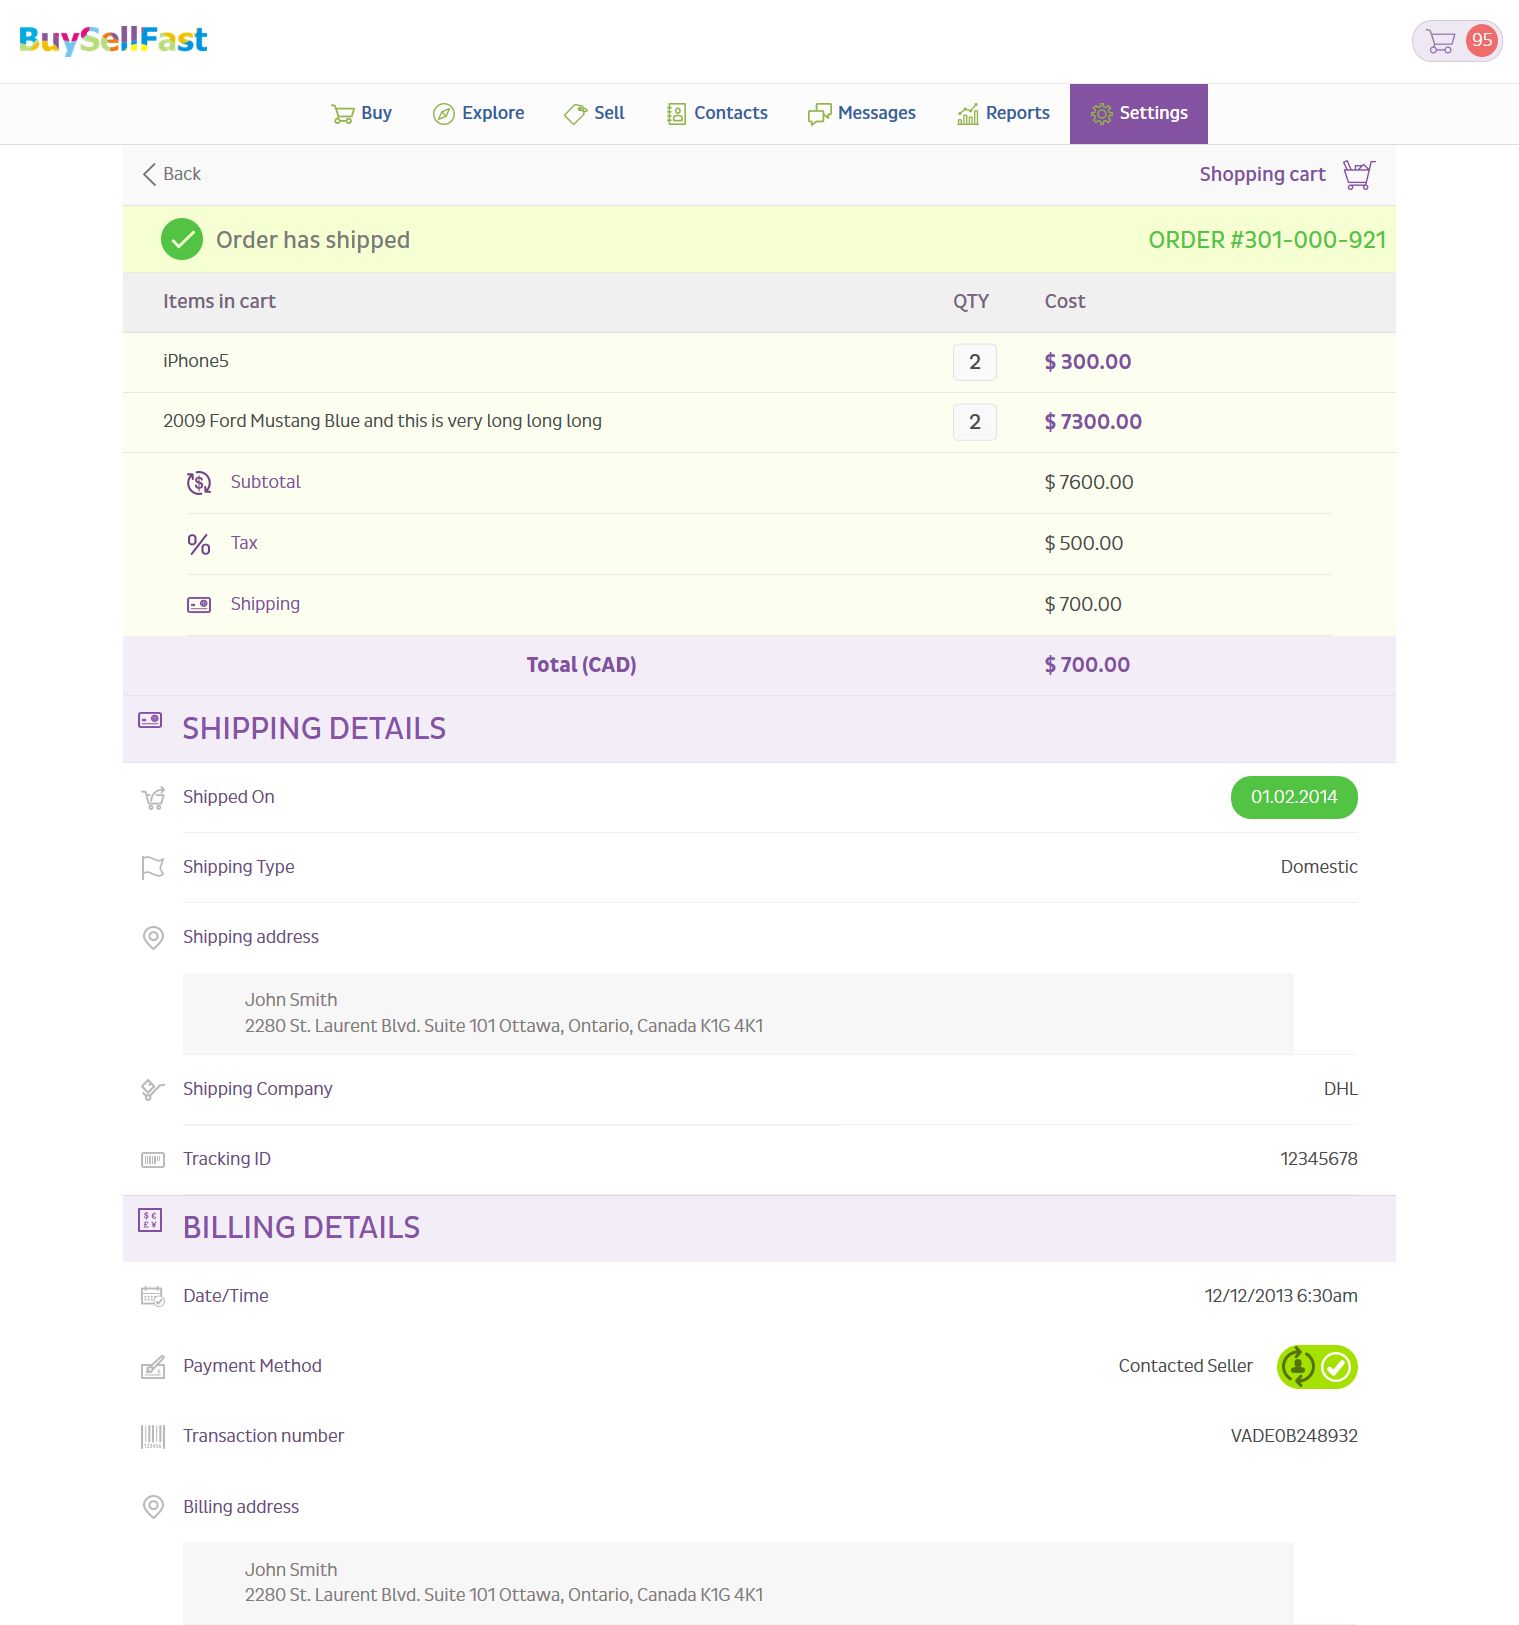 BuySellFast
95
Buy Explore Sell Contacts Messages Reports Settings
Back Shopping cart
Order has shipped ORDER #301-000-921
Items in cart QTY Cost
iPhone5 2 $ 300.00
2009 Ford Mustang Blue and this is very long long long 2 $ 7300.00
Subtotal $ 7600.00
Tax $ 500.00
Shipping $ 700.00
Total (CAD) $ 700.00
SHIPPING DETAILS
Shipped On 01.02.2014
Shipping Type Domestic
Shipping address
John Smith
2280 St. Laurent Blvd. Suite 101 Ottawa, Ontario, Canada K1G 4K1
Shipping Company DHL
Tracking ID 12345678
BILLING DETAILS
Date/Time 12/12/2013 6:30am
Payment Method Contacted Seller
Transaction number VADE0B248932
Billing address
John Smith
2280 St. Laurent Blvd. Suite 101 Ottawa, Ontario, Canada K1G 4K1